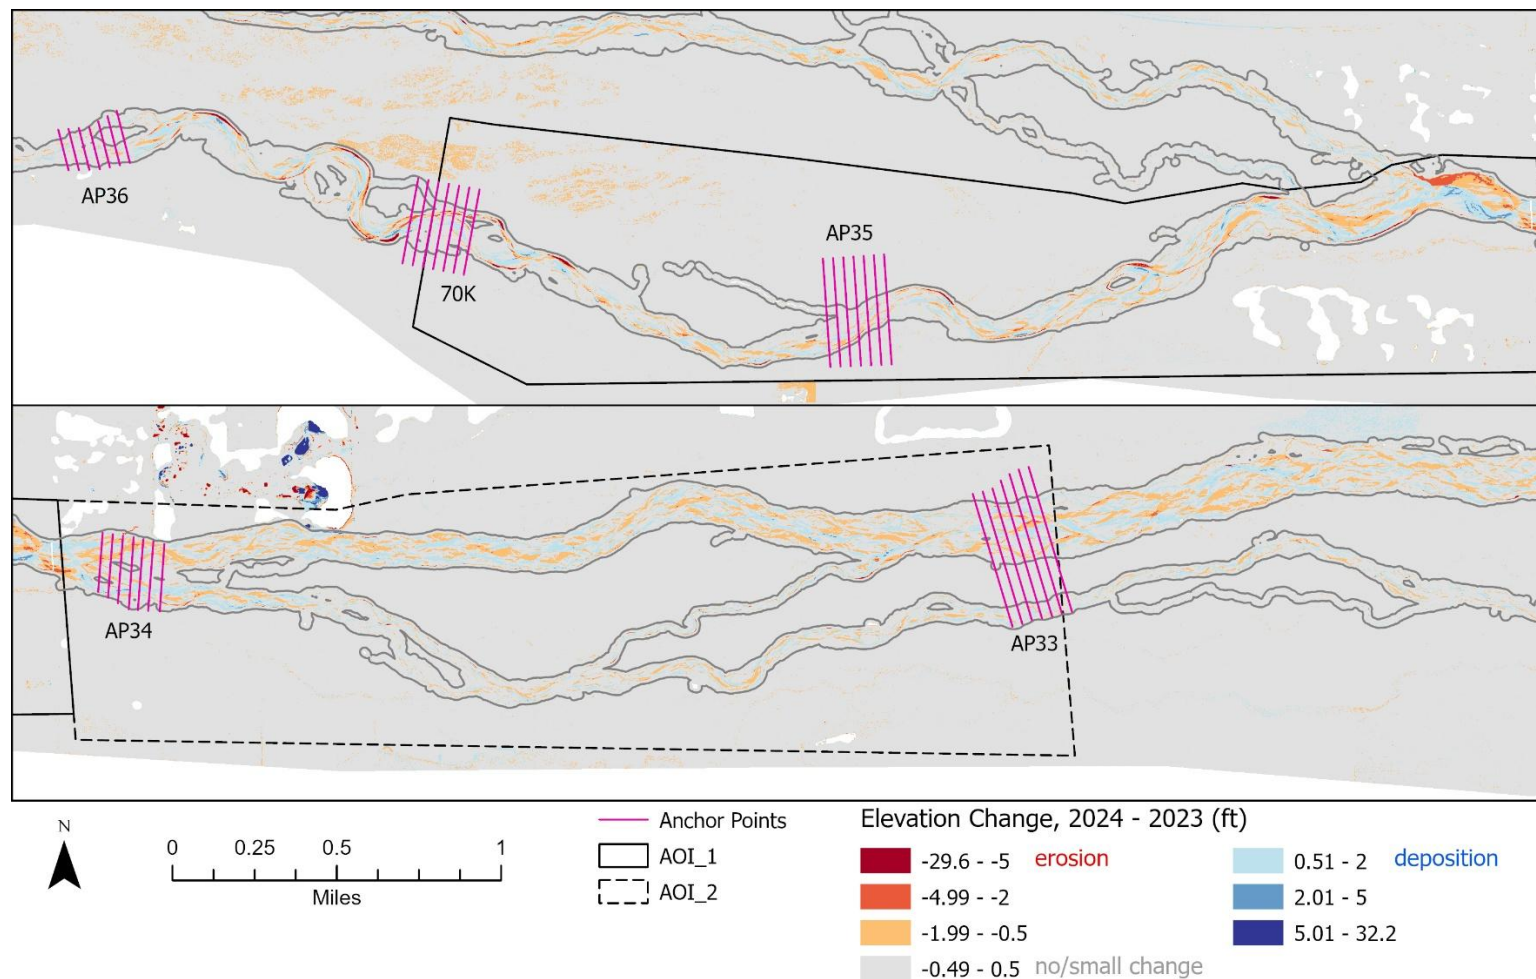 AP36
70K
AP35
AP34
AP33
N
0 0.25 0.5 1
Miles
Anchor Points
AOI_1
AOI_2
Elevation Change, 2024 - 2023 (ft)
-29.6 - -5 erosion
-4.99 - -2
-1.99 - -0.5
-0.49 - 0.5 no/small change
0.51 - 2 deposition
2.01 - 5
5.01 - 32.2